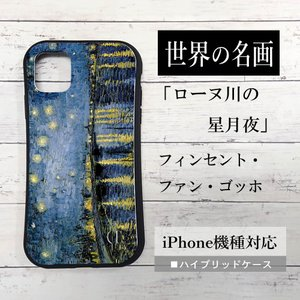 世界の名画
「ローヌ川の
星月夜」
フィンセント・
ファン・ゴッホ
iPhone機種対応
■ハイブリッドケース